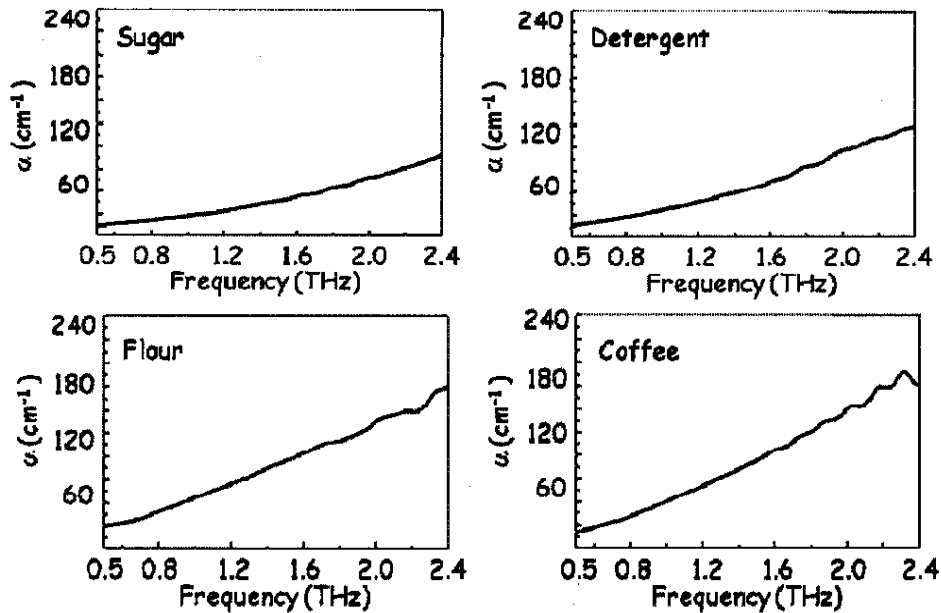 240
Sugar
180
120
60
α (cm⁻¹)
0.5 0.8 1.2 1.6 2.0 2.4
Frequency (THz)
240
Detergent
180
120
60
α (cm⁻¹)
0.5 0.8 1.2 1.6 2.0 2.4
Frequency (THz)
240
Flour
180
120
60
α (cm⁻¹)
0.5 0.8 1.2 1.6 2.0 2.4
Frequency (THz)
240
Coffee
180
120
60
α (cm⁻¹)
0.5 0.8 1.2 1.6 2.0 2.4
Frequency (THz)